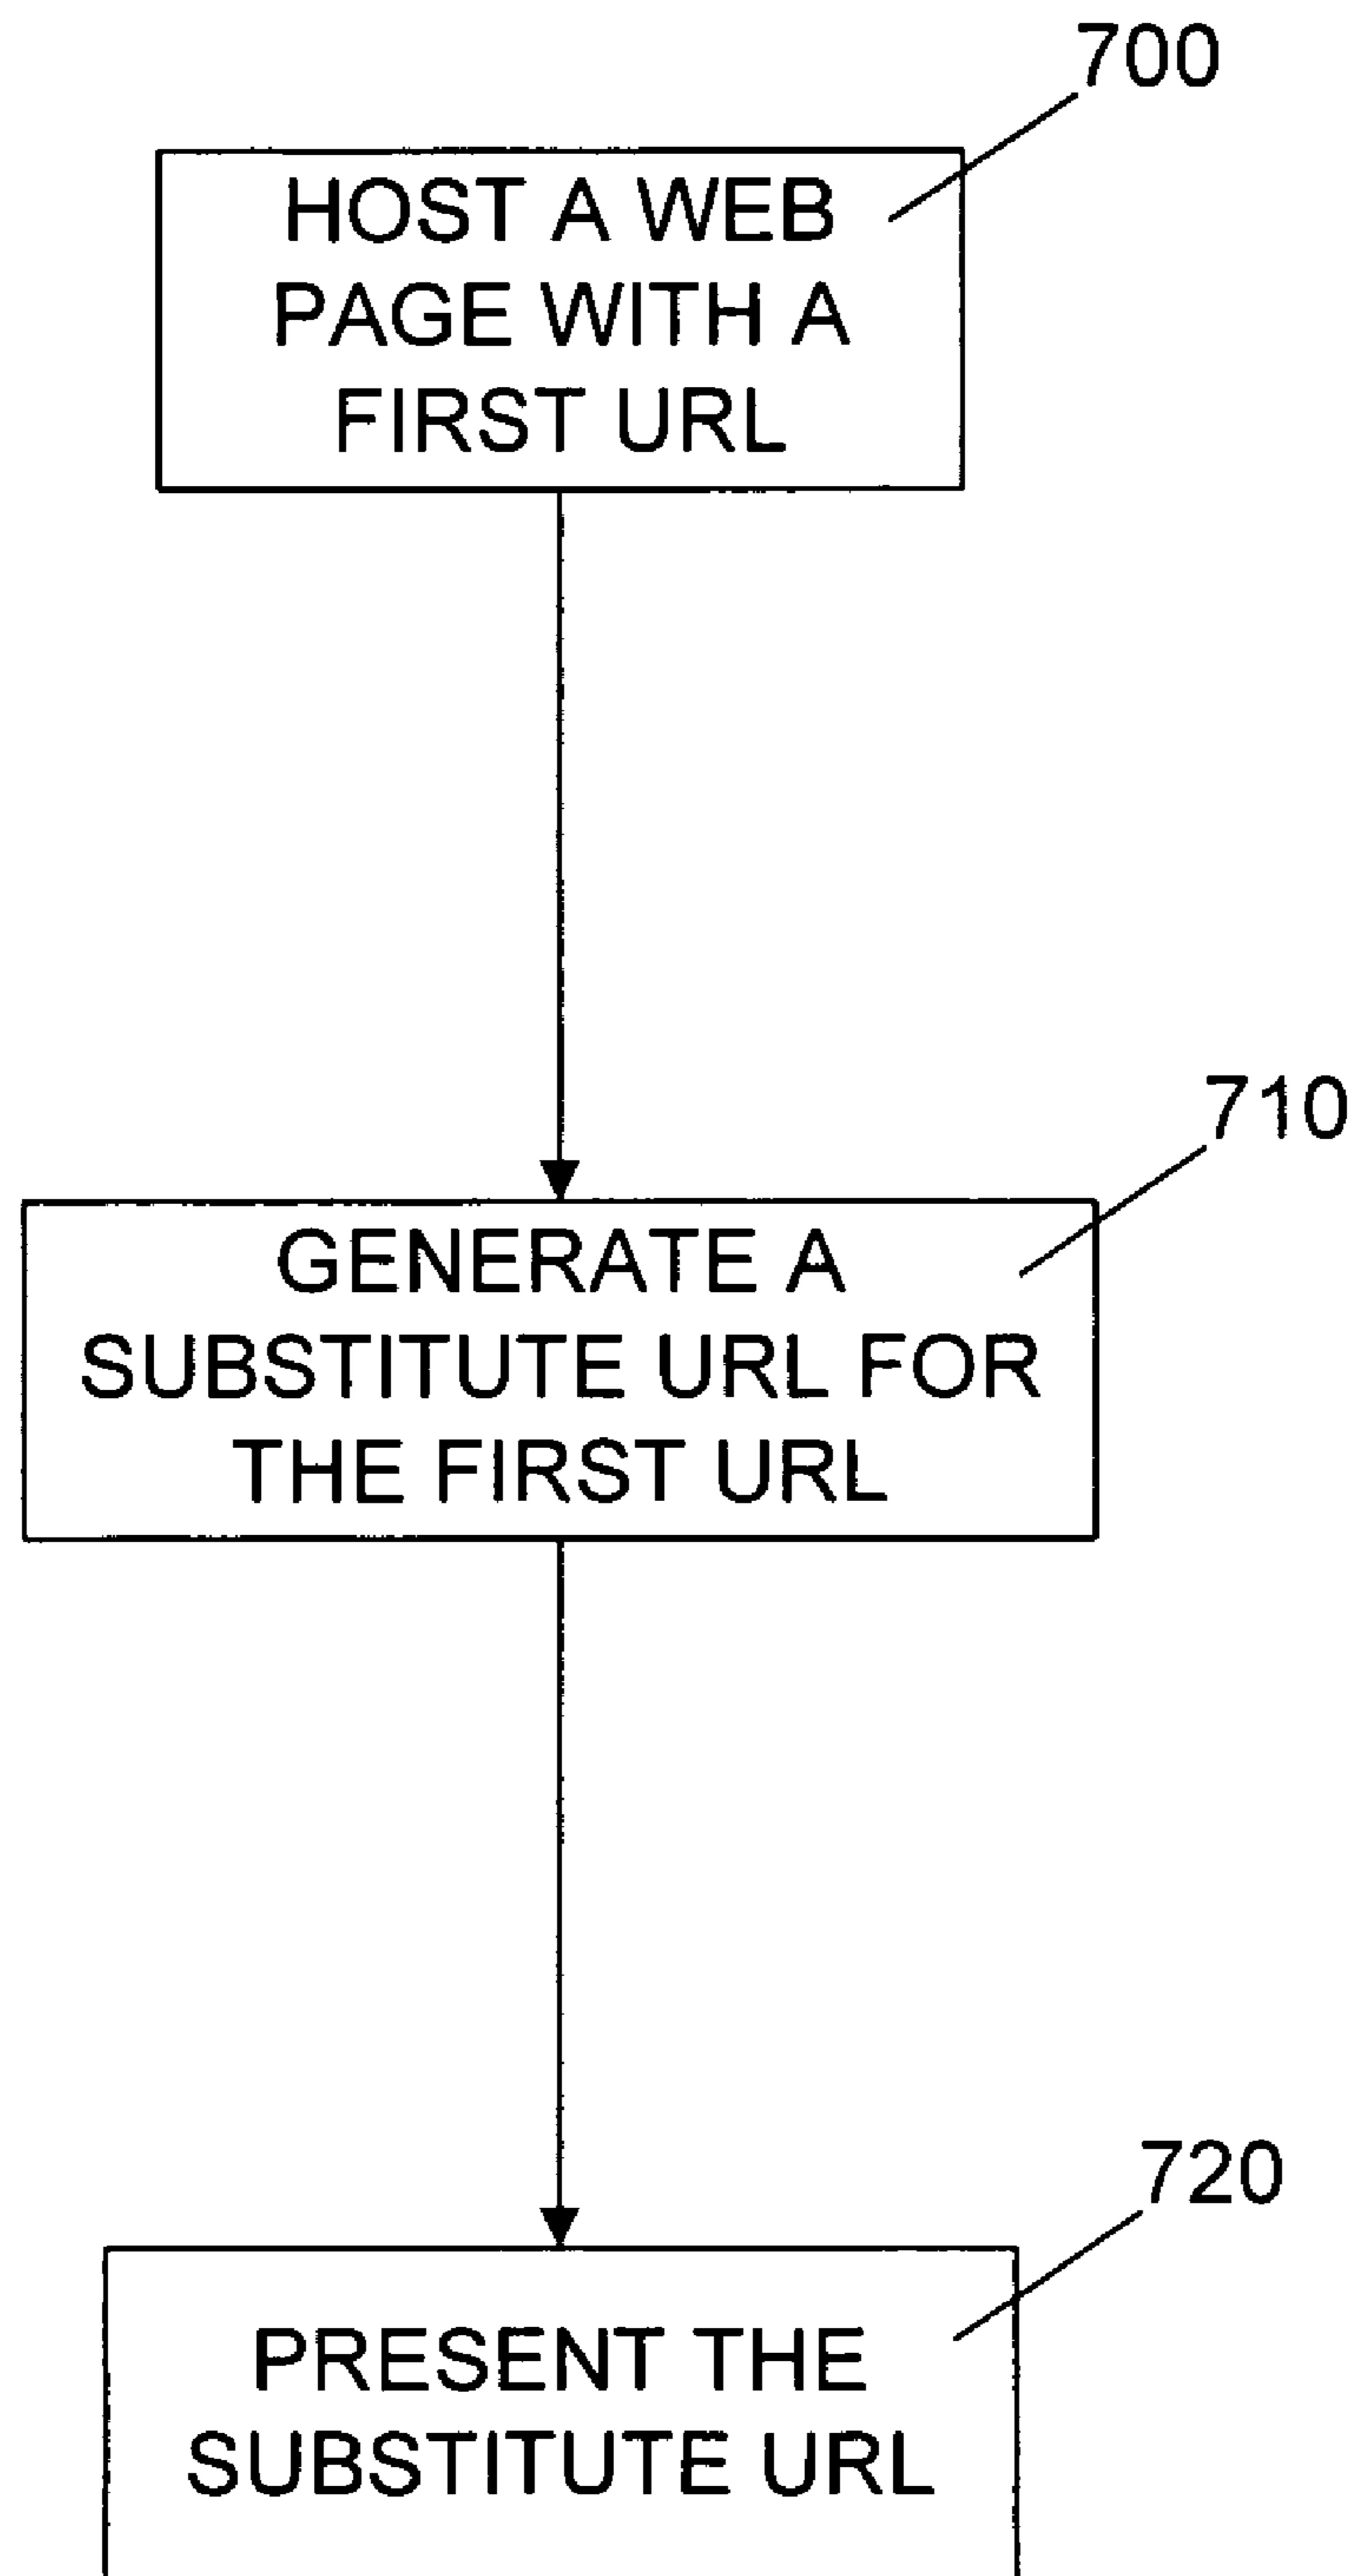 700
HOST A WEB
PAGE WITH A
FIRST URL
710
GENERATE A
SUBSTITUTE URL FOR
THE FIRST URL
720
PRESENT THE
SUBSTITUTE URL